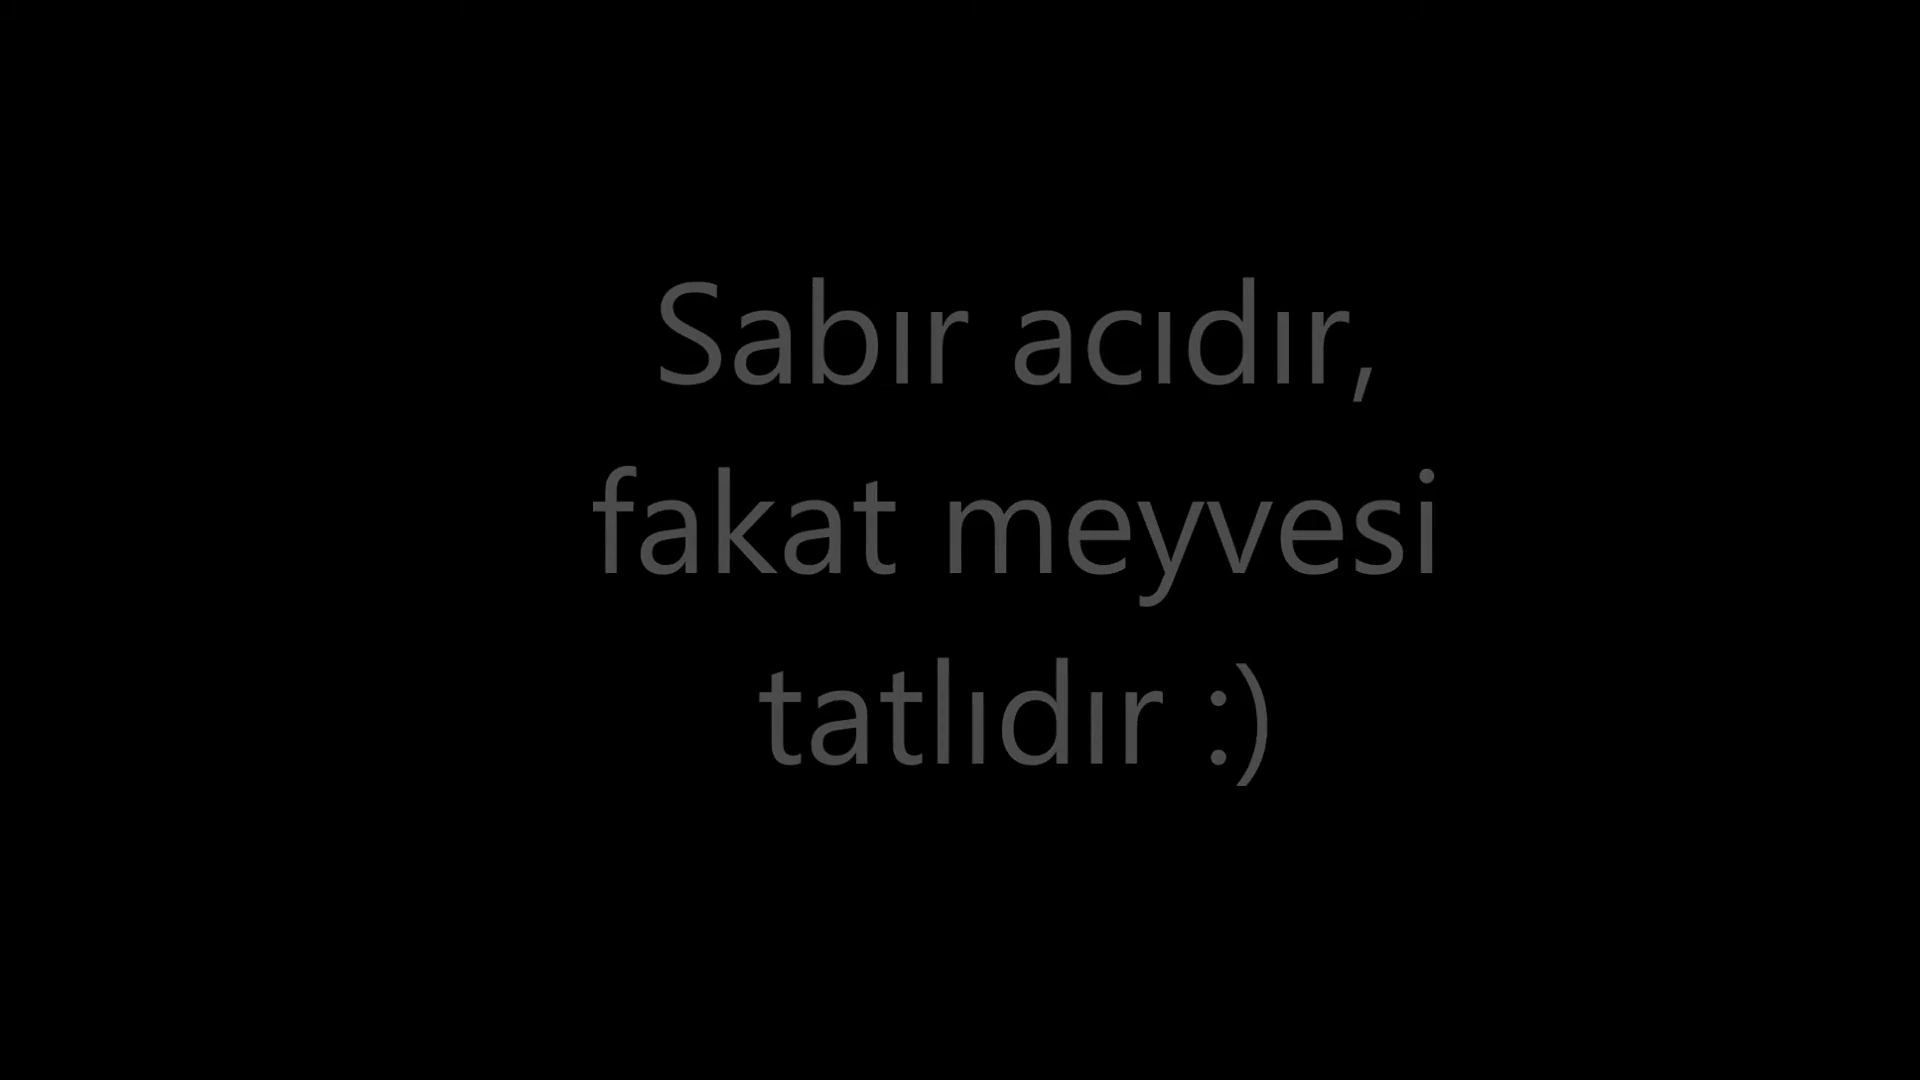 Sabır acıdır,
fakat meyvesi
tatlıdır :)